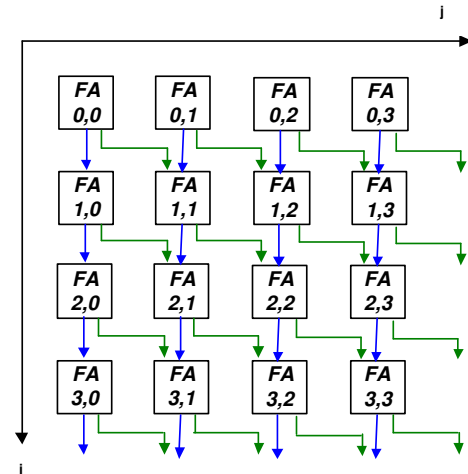 j
FA FA FA FA
0,0 0,1 0,2 0,3
FA FA FA FA
1,0 1,1 1,2 1,3
FA FA FA FA
2,0 2,1 2,2 2,3
FA FA FA FA
3,0 3,1 3,2 3,3